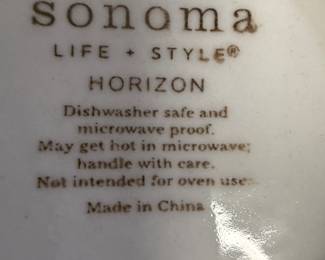 sonoma
LIFE + STYLE®
HORIZON
Dishwasher safe and
microwave proof.
May get hot in microwave;
handle with care.
Not intended for oven use.
Made in China